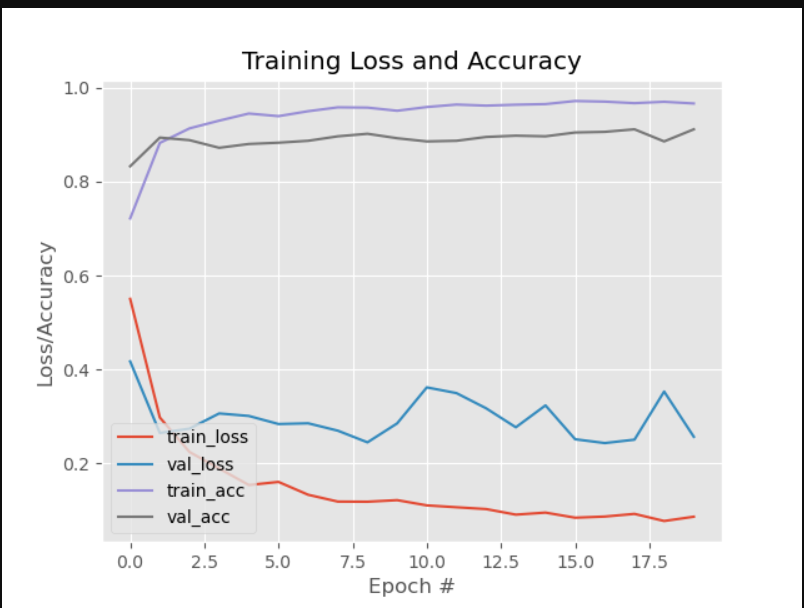 Training Loss and Accuracy
1.0
0.8
0.6
0.4
0.2
Loss/Accuracy
train_loss
val_loss
train_acc
val_acc
0.0 2.5 5.0 7.5 10.0 12.5 15.0 17.5
Epoch #